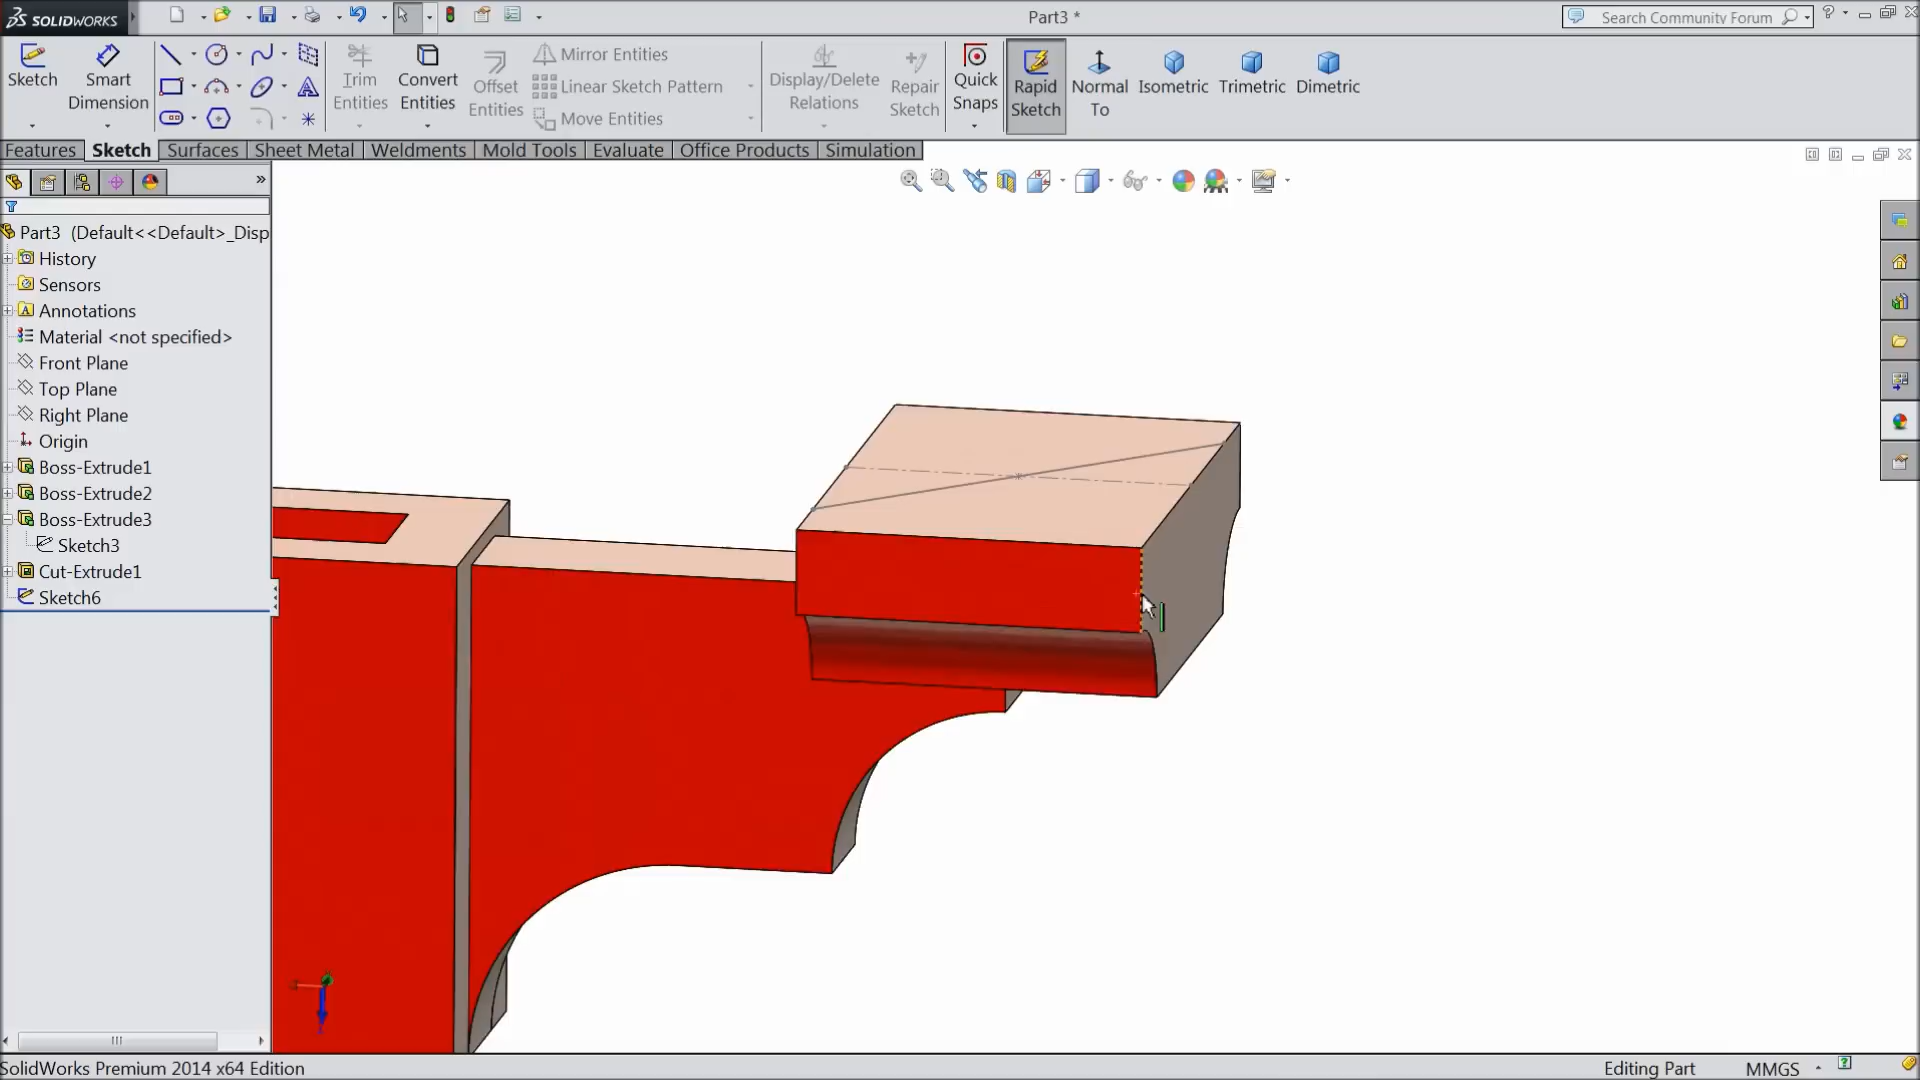 SOLIDWORKS
Part3 *
Search Community Forum
Sketch
Smart Dimension
Trim Entities
Convert Entities
Offset Entities
Mirror Entities
Linear Sketch Pattern
Move Entities
Display/Delete Relations
Repair Sketch
Quick Snaps
Rapid Sketch
Normal To
Isometric
Trimetric
Dimetric
Features
Sketch
Surfaces
Sheet Metal
Weldments
Mold Tools
Evaluate
Office Products
Simulation
Part3 (Default<<Default>_Disp
History
Sensors
Annotations
Material <not specified>
Front Plane
Top Plane
Right Plane
Origin
Boss-Extrude1
Boss-Extrude2
Boss-Extrude3
Sketch3
Cut-Extrude1
Sketch6
SolidWorks Premium 2014 x64 Edition
Editing Part
MMGS